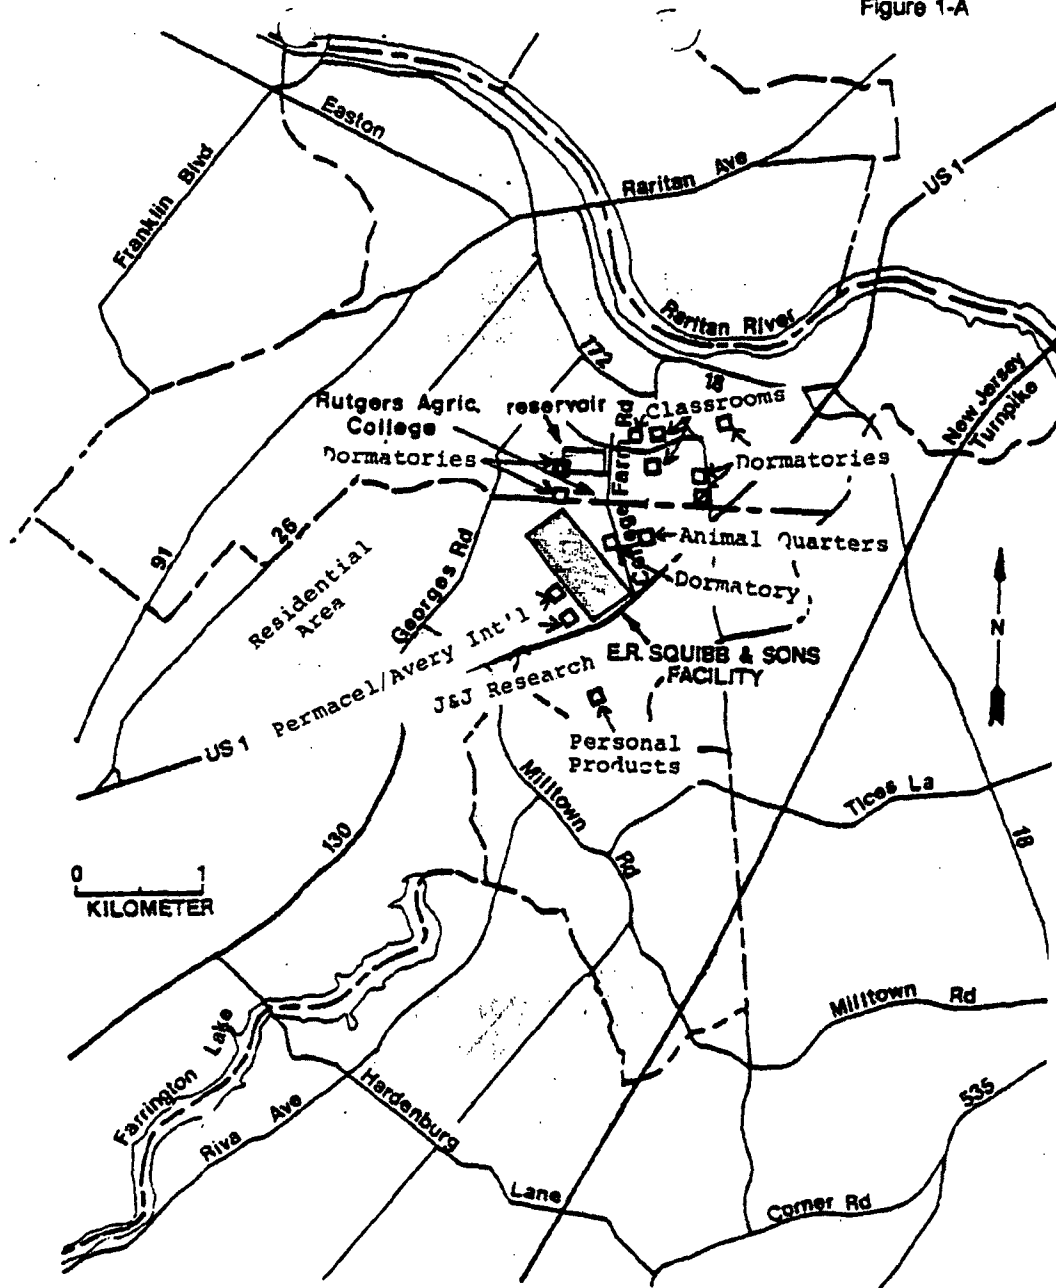 Figure 1-A
Easton
Franklin Blvd
Raritan Ave
US 1
Raritan River
172
18
New Jersey
Turnpike
Rutgers Agric.
College
reservoir
Classrooms
Dormatories
Dormatories
College Farm Rd
91
26
Residential
Area
Georges Rd
Animal Quarters
Dormatory
N
Permacel/Avery Int'l
E.R. SQUIBB & SONS
FACILITY
J&J Research
US 1
Personal
Products
Milltown
Rd
Tices La
130
18
0 1
KILOMETER
Milltown Rd
Farrington Lake
Riva Ave
Hardenburg
Lane
535
Corner Rd